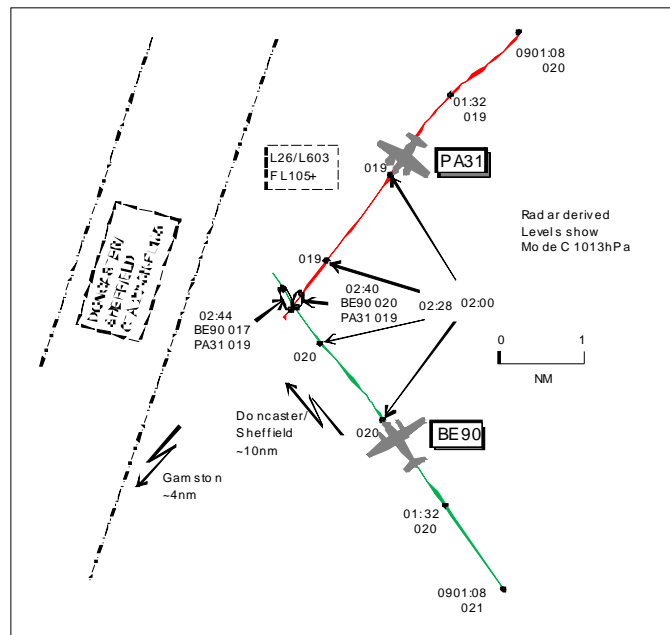 0901:08
020
01:32
019
PA31
019
L26/L603
FL105+
Radar derived
Levels show
Mode C 1013hPa
019
02:40
BE90 020
PA31 019
02:28
02:00
02:44
BE90 017
PA31 019
020
0
1
NM
DONCASTER/
SHEFFIELD
Doncaster/
Sheffield
~10nm
020
BE90
Gamston
~4nm
01:32
020
0901:08
021